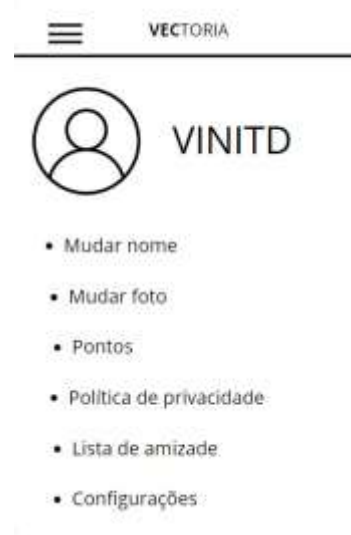 VECTORIA
VINITD
• Mudar nome
• Mudar foto
• Pontos
• Política de privacidade
• Lista de amizade
• Configurações